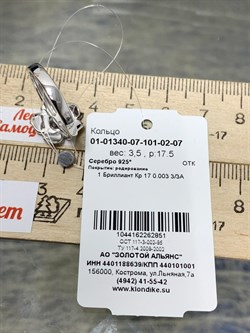 Кольцо
01-01340-07-101-02-07
вес: 3,5 , р:17.5
Серебро 925° ОТК
Покрытие: родирование
1 Бриллиант Кр 17 0.003 3/3А
1044162262851
ОСТ 117-3-002-95
ТУ 117-4.2099-2002
АО "ЗОЛОТОЙ АЛЬЯНС"
ИНН 4401188639/КПП 440101001
156000, Кострома, ул.Льняная,7а
(4942) 41-55-42
www.klondike.su